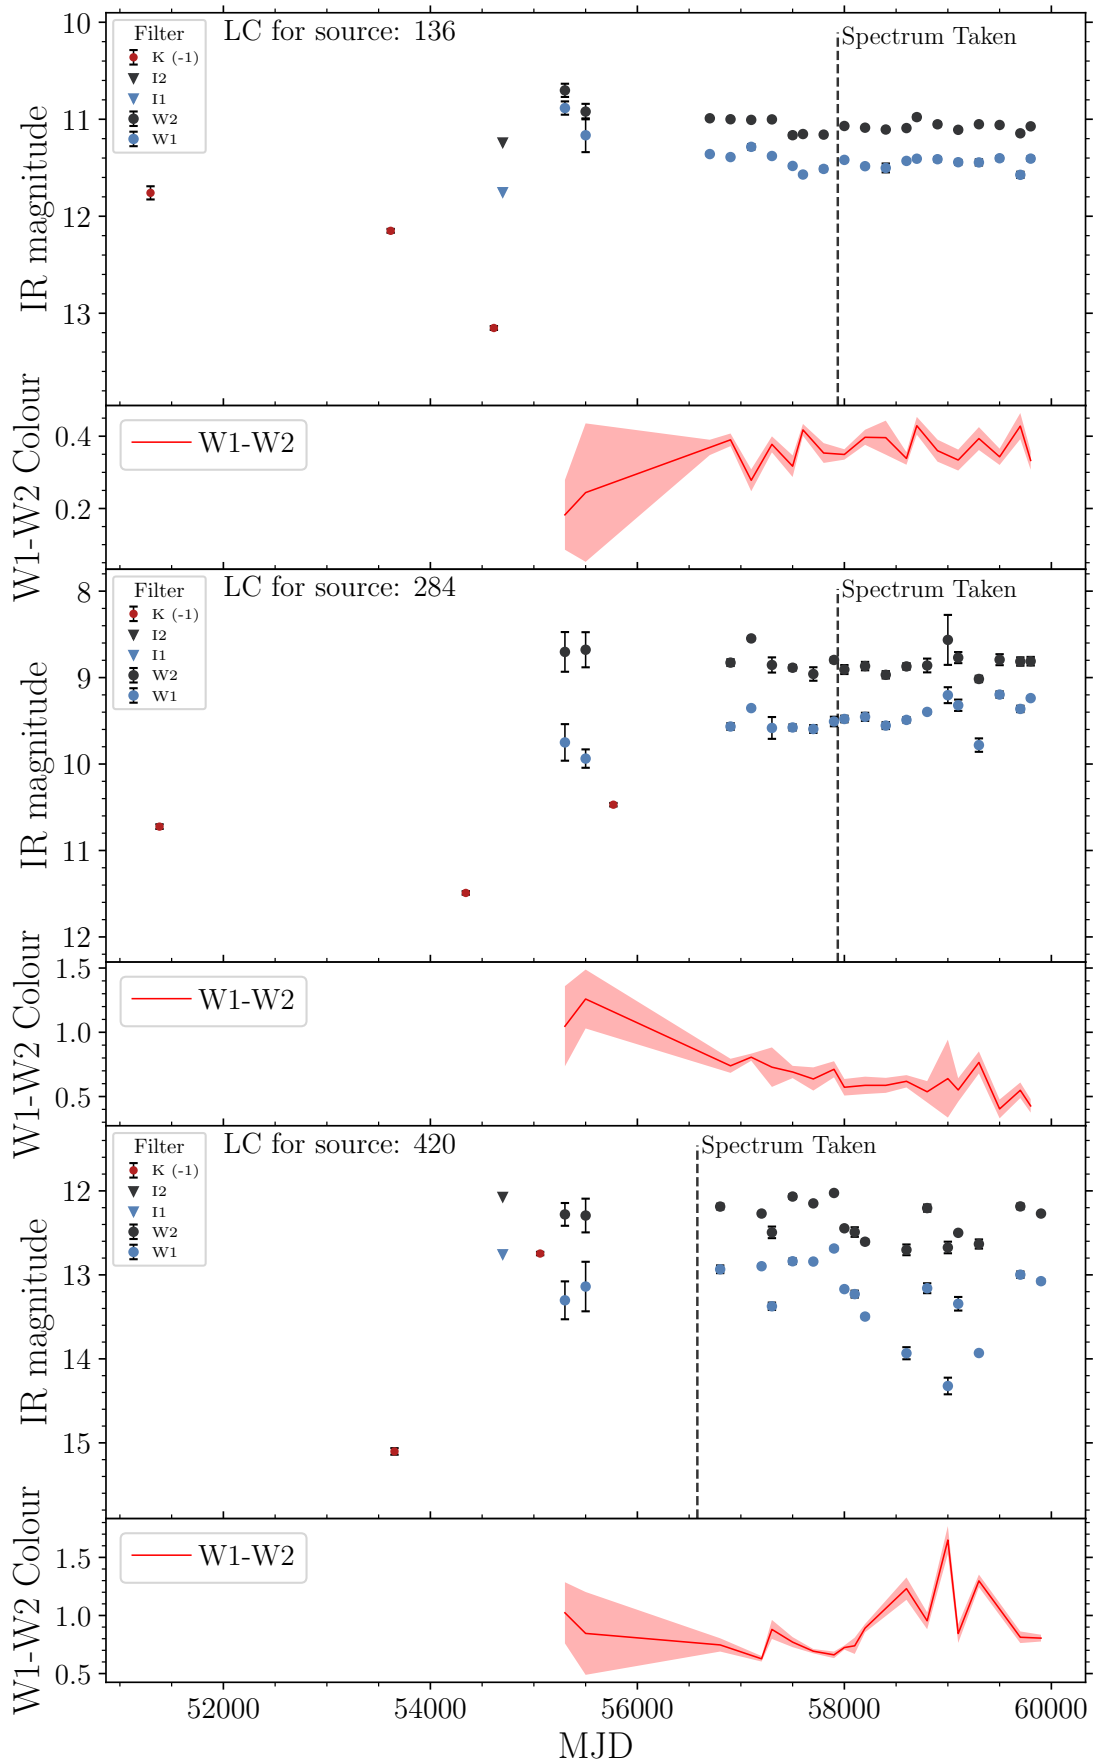 LC for source: 136
Spectrum Taken
Filter
K (-1)
I2
I1
W2
W1
10
11
12
13
IR magnitude
W1-W2
0.4
0.2
W1-W2 Colour
LC for source: 284
Spectrum Taken
Filter
K (-1)
I2
I1
W2
W1
8
9
10
11
12
IR magnitude
W1-W2
1.5
1.0
0.5
W1-W2 Colour
LC for source: 420
Spectrum Taken
Filter
K (-1)
I2
I1
W2
W1
12
13
14
15
IR magnitude
W1-W2
1.5
1.0
0.5
W1-W2 Colour
52000 54000 56000 58000 60000
MJD